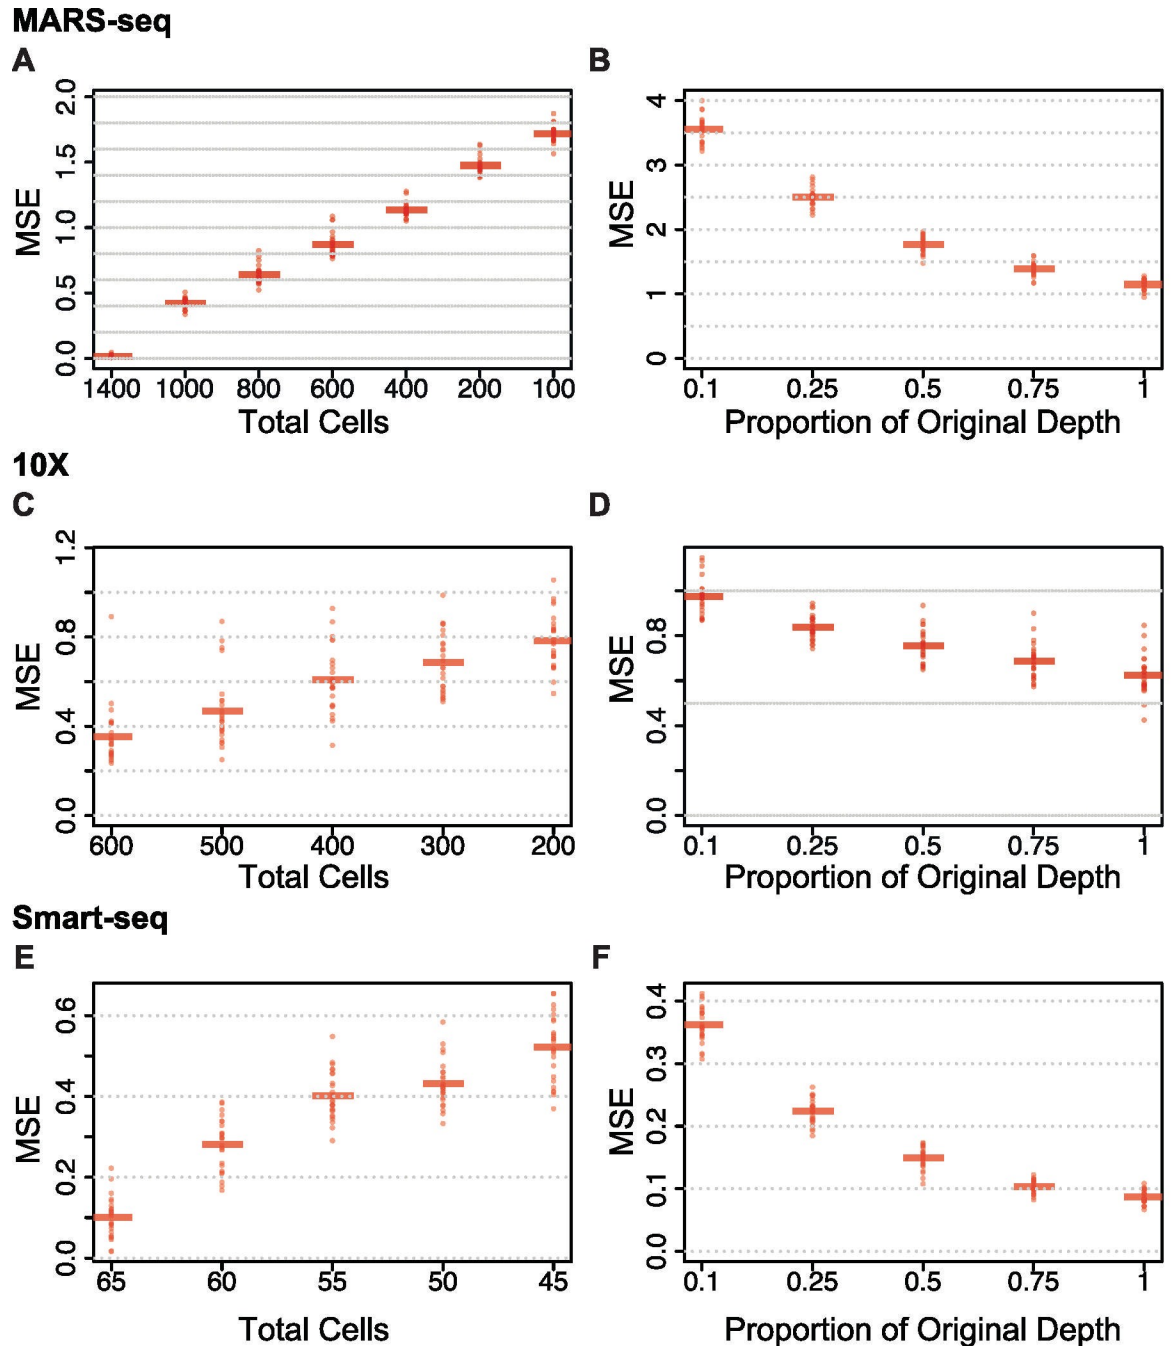 MARS-seq
A
B
2.0
1.5
1.0
0.5
0.0
MSE
1400 1000 800 600 400 200 100
Total Cells
4
3
2
1
0
MSE
0.1 0.25 0.5 0.75 1
Proportion of Original Depth
10X
C
D
1.2
0.8
0.4
0.0
MSE
600 500 400 300 200
Total Cells
0.8
0.4
0.0
MSE
0.1 0.25 0.5 0.75 1
Proportion of Original Depth
Smart-seq
E
F
0.6
0.4
0.2
0.0
MSE
65 60 55 50 45
Total Cells
0.4
0.3
0.2
0.1
0.0
MSE
0.1 0.25 0.5 0.75 1
Proportion of Original Depth